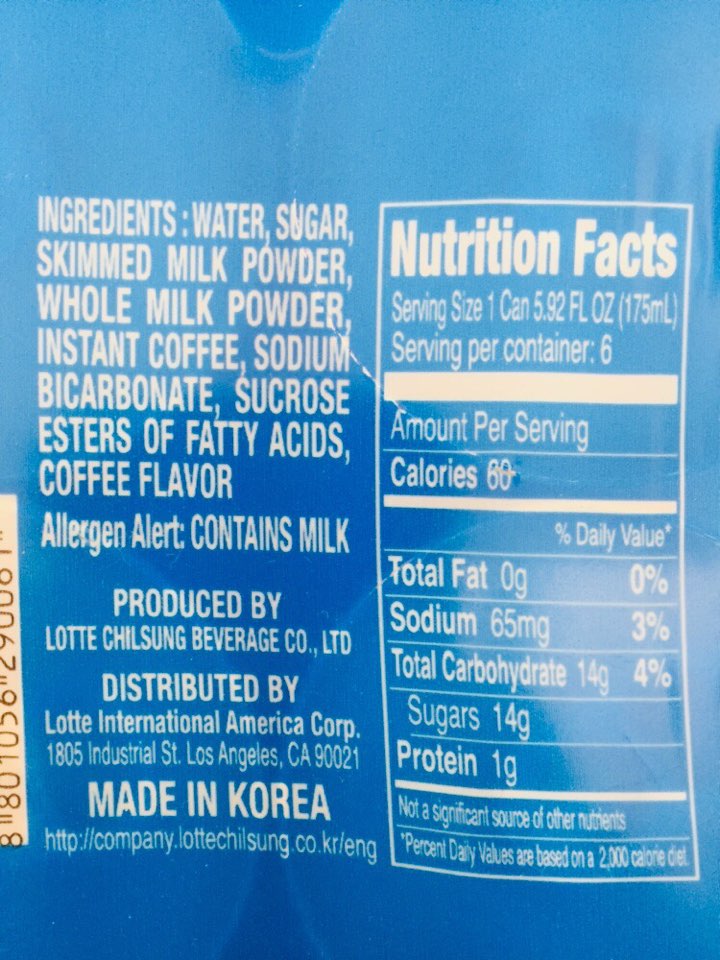 INGREDIENTS : WATER, SUGAR,
SKIMMED MILK POWDER,
WHOLE MILK POWDER,
INSTANT COFFEE, SODIUM
BICARBONATE, SUCROSE
ESTERS OF FATTY ACIDS,
COFFEE FLAVOR
Allergen Alert: CONTAINS MILK
PRODUCED BY
LOTTE CHILSUNG BEVERAGE CO., LTD
DISTRIBUTED BY
Lotte International America Corp.
1805 Industrial St. Los Angeles, CA 90021
MADE IN KOREA
http://company.lottechilsung.co.kr/eng
Nutrition Facts
Serving Size 1 Can 5.92 FL OZ (175mL)
Serving per container: 6
Amount Per Serving
Calories 60
% Daily Value*
Total Fat 0g 0%
Sodium 65mg 3%
Total Carbohydrate 14g 4%
Sugars 14g
Protein 1g
Not a significant source of other nutrients
*Percent Daily Values are based on a 2,000 calorie diet.